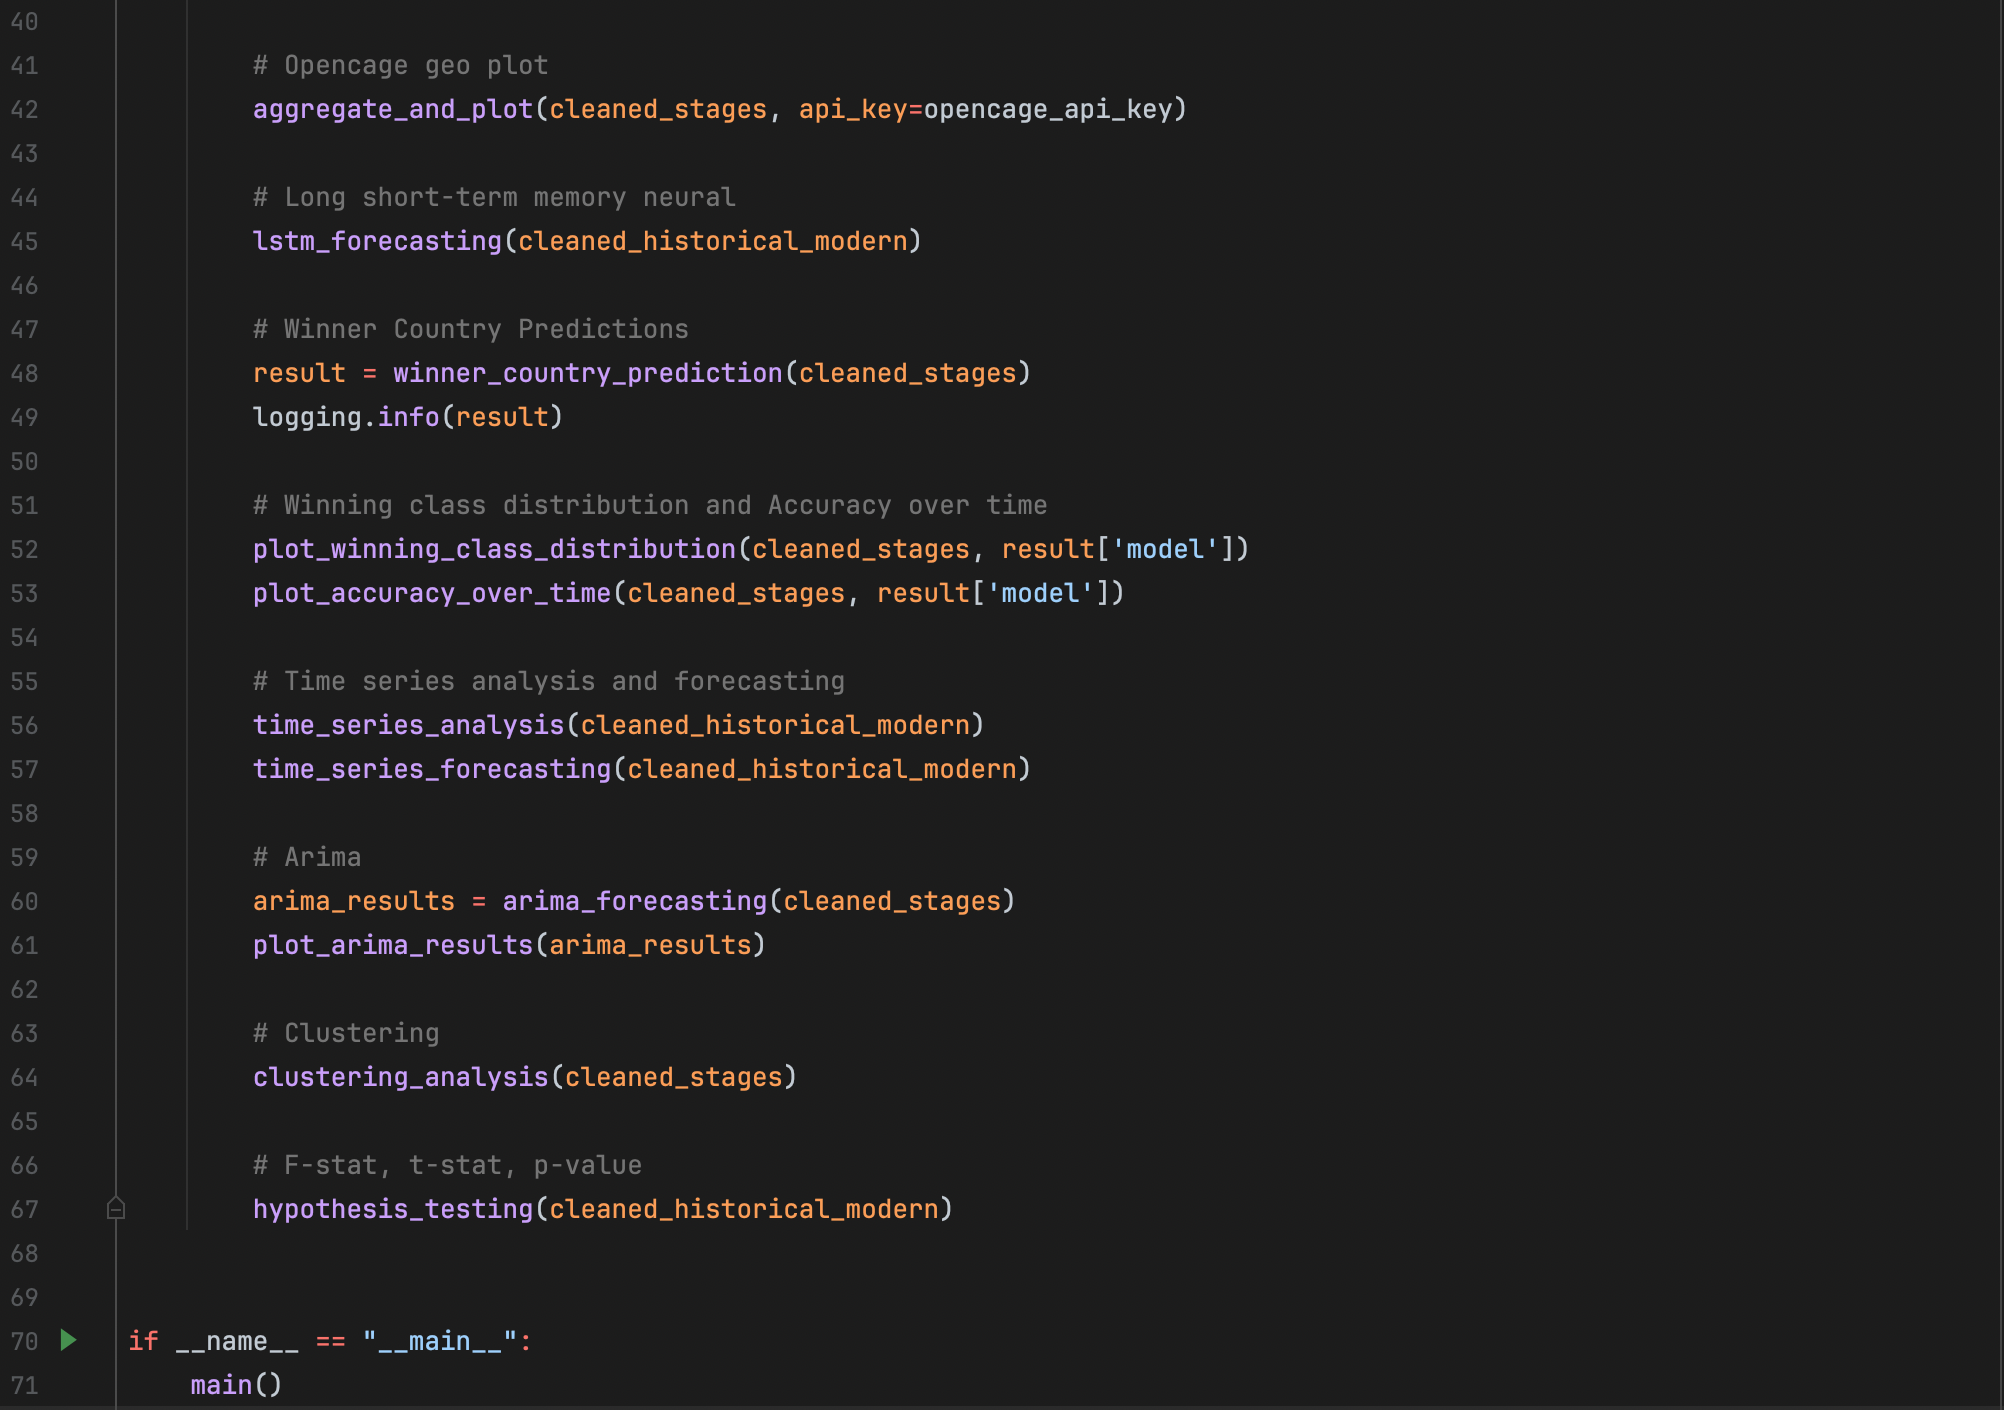 40
41 # Opencage geo plot
42 aggregate_and_plot(cleaned_stages, api_key=opencage_api_key)
43
44 # Long short-term memory neural
45 lstm_forecasting(cleaned_historical_modern)
46
47 # Winner Country Predictions
48 result = winner_country_prediction(cleaned_stages)
49 logging.info(result)
50
51 # Winning class distribution and Accuracy over time
52 plot_winning_class_distribution(cleaned_stages, result['model'])
53 plot_accuracy_over_time(cleaned_stages, result['model'])
54
55 # Time series analysis and forecasting
56 time_series_analysis(cleaned_historical_modern)
57 time_series_forecasting(cleaned_historical_modern)
58
59 # Arima
60 arima_results = arima_forecasting(cleaned_stages)
61 plot_arima_results(arima_results)
62
63 # Clustering
64 clustering_analysis(cleaned_stages)
65
66 # F-stat, t-stat, p-value
67 hypothesis_testing(cleaned_historical_modern)
68
69
70 if __name__ == "__main__":
71 main()